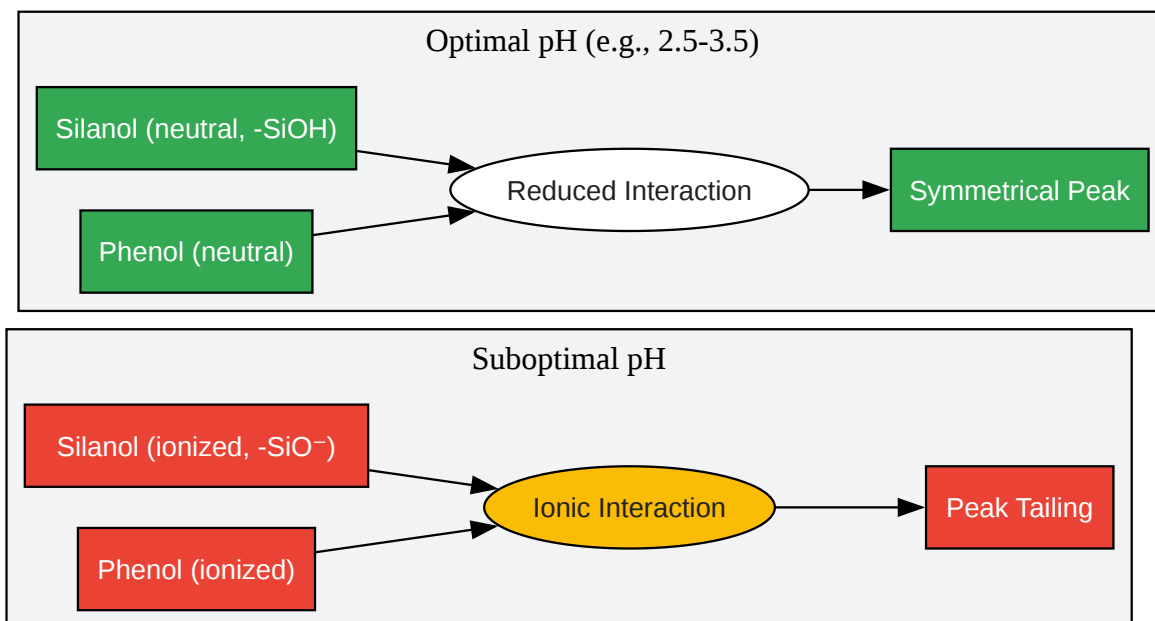 Optimal pH (e.g., 2.5-3.5)
Silanol (neutral, -SiOH)
Phenol (neutral)
Reduced Interaction
Symmetrical Peak
Suboptimal pH
Silanol (ionized, -SiO⁻)
Phenol (ionized)
Ionic Interaction
Peak Tailing